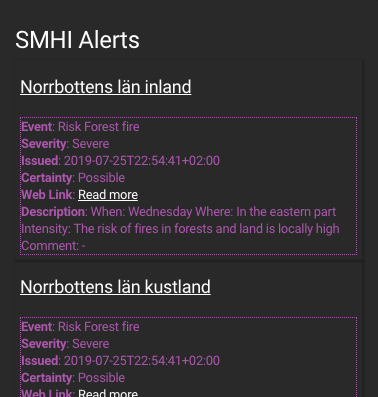 SMHI Alerts
Norrbottens län inland
Event: Risk Forest fire
Severity: Severe
Issued: 2019-07-25T22:54:41+02:00
Certainty: Possible
Web Link: Read more
Description: When: Wednesday Where: In the eastern part
Intensity: The risk of fires in forests and land is locally high
Comment: -
Norrbottens län kustland
Event: Risk Forest fire
Severity: Severe
Issued: 2019-07-25T22:54:41+02:00
Certainty: Possible
Web Link: Read more